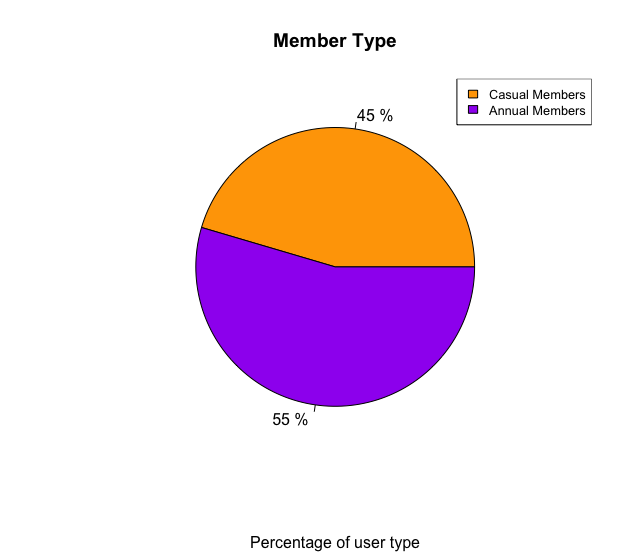 Member Type
Casual Members
Annual Members
45 %
55 %
Percentage of user type